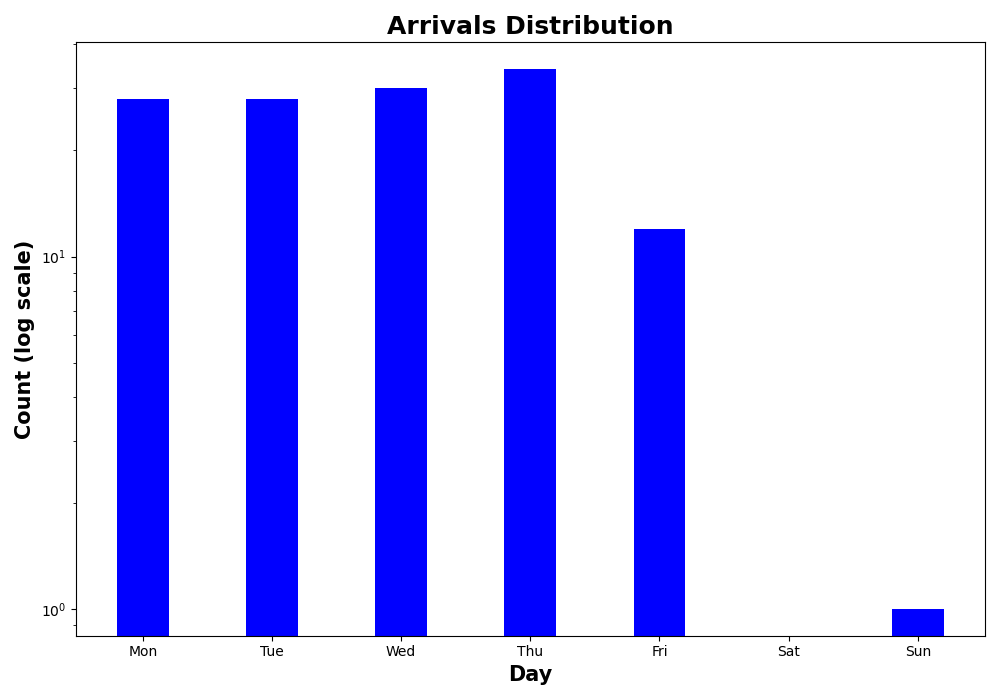 Arrivals Distribution
Count (log scale)
10¹
10⁰
Mon Tue Wed Thu Fri Sat Sun
Day